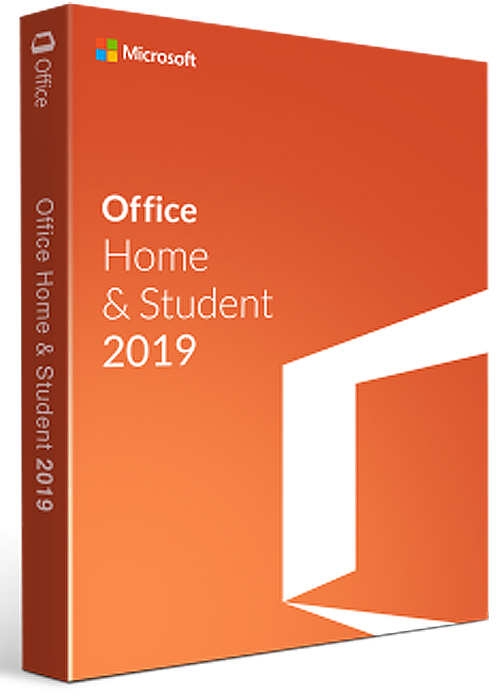 Microsoft
Office
Home
& Student
2019
Office
Office Home & Student 2019